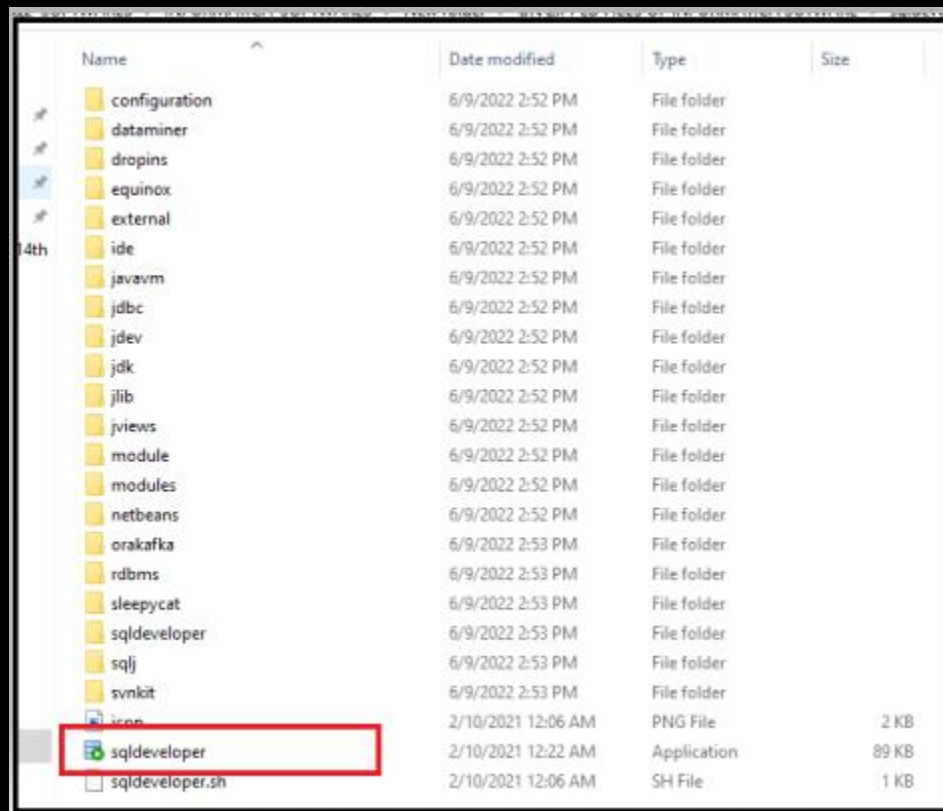 Name Date modified Type Size
configuration 6/9/2022 2:52 PM File folder
dataminer 6/9/2022 2:52 PM File folder
dropins 6/9/2022 2:52 PM File folder
equinox 6/9/2022 2:52 PM File folder
external 6/9/2022 2:52 PM File folder
14th ide 6/9/2022 2:52 PM File folder
javavm 6/9/2022 2:52 PM File folder
jdbc 6/9/2022 2:52 PM File folder
jdev 6/9/2022 2:52 PM File folder
jdk 6/9/2022 2:52 PM File folder
jlib 6/9/2022 2:52 PM File folder
jviews 6/9/2022 2:52 PM File folder
module 6/9/2022 2:52 PM File folder
modules 6/9/2022 2:52 PM File folder
netbeans 6/9/2022 2:52 PM File folder
orakafka 6/9/2022 2:53 PM File folder
rdbms 6/9/2022 2:53 PM File folder
sleepycat 6/9/2022 2:53 PM File folder
sqldeveloper 6/9/2022 2:53 PM File folder
sqlj 6/9/2022 2:53 PM File folder
svnkit 6/9/2022 2:53 PM File folder
icon 2/10/2021 12:06 AM PNG File 2 KB
sqldeveloper 2/10/2021 12:22 AM Application 89 KB
sqldeveloper.sh 2/10/2021 12:06 AM SH File 1 KB